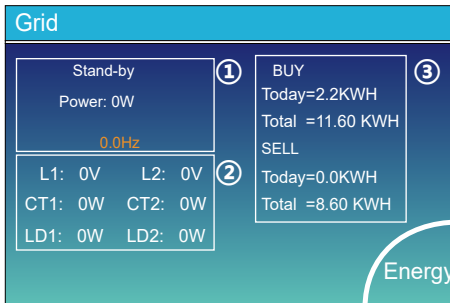 Grid
Stand-by
Power: 0W
0.0Hz
①
L1: 0V L2: 0V
CT1: 0W CT2: 0W
LD1: 0W LD2: 0W
②
BUY
Today=2.2KWH
Total =11.60 KWH
SELL
Today=0.0KWH
Total =8.60 KWH
③
Energy